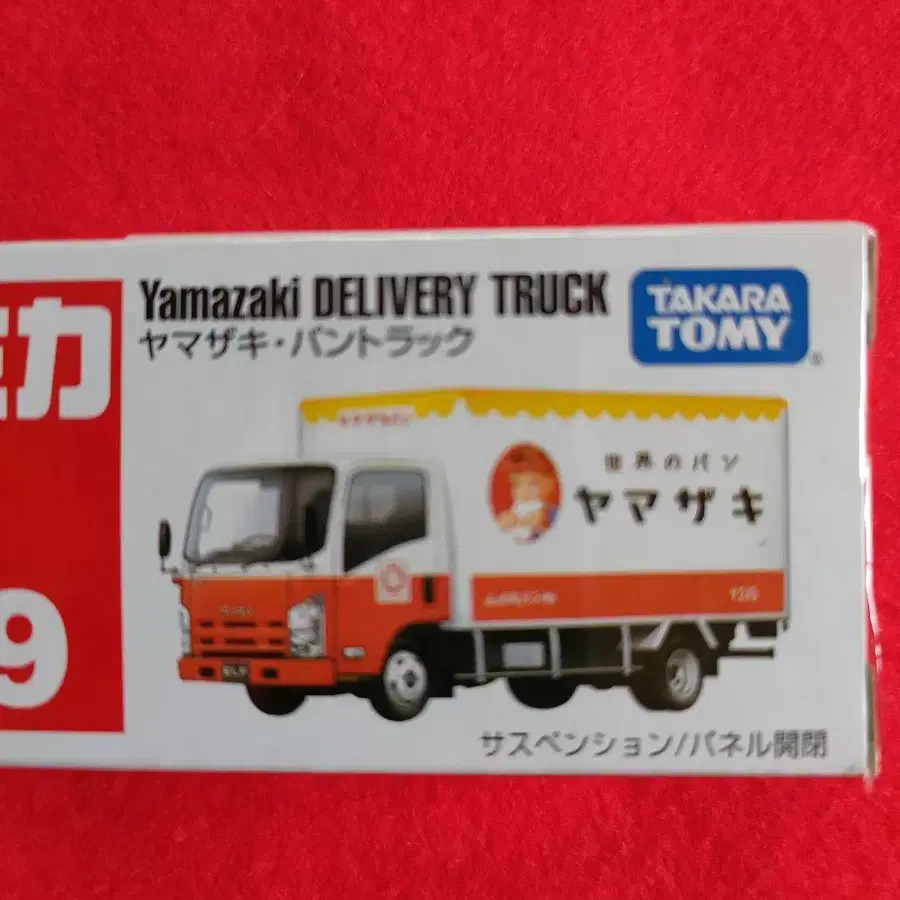 Yamazaki DELIVERY TRUCK
ヤマザキ・パントラック
TAKARA
TOMY
®
カ
世界のパン
ヤマザキ
9
サスペンション/パネル開閉